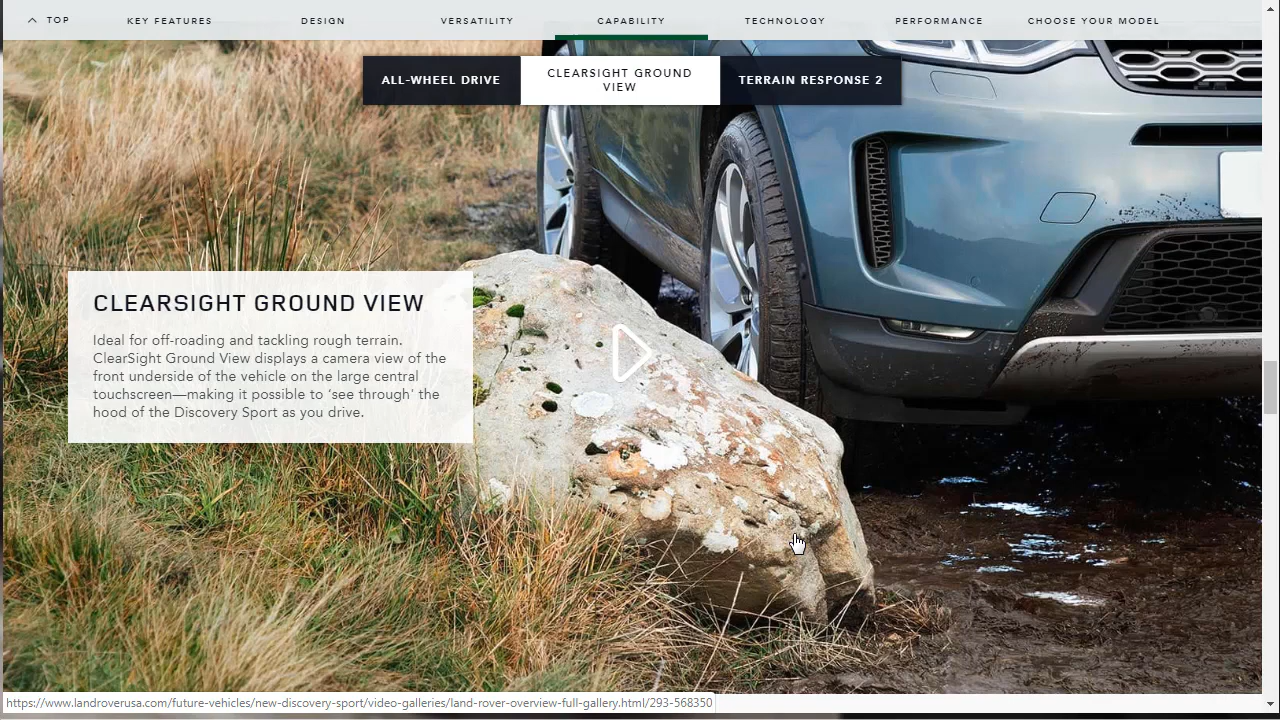 TOP KEY FEATURES DESIGN VERSATILITY CAPABILITY TECHNOLOGY PERFORMANCE CHOOSE YOUR MODEL
ALL-WHEEL DRIVE
CLEARSIGHT GROUND
VIEW
TERRAIN RESPONSE 2
CLEARSIGHT GROUND VIEW
Ideal for off-roading and tackling rough terrain.
ClearSight Ground View displays a camera view of the
front underside of the vehicle on the large central
touchscreen—making it possible to ‘see through’ the
hood of the Discovery Sport as you drive.
https://www.landroverusa.com/future-vehicles/new-discovery-sport/video-galleries/land-rover-overview-full-gallery.html/293-568350